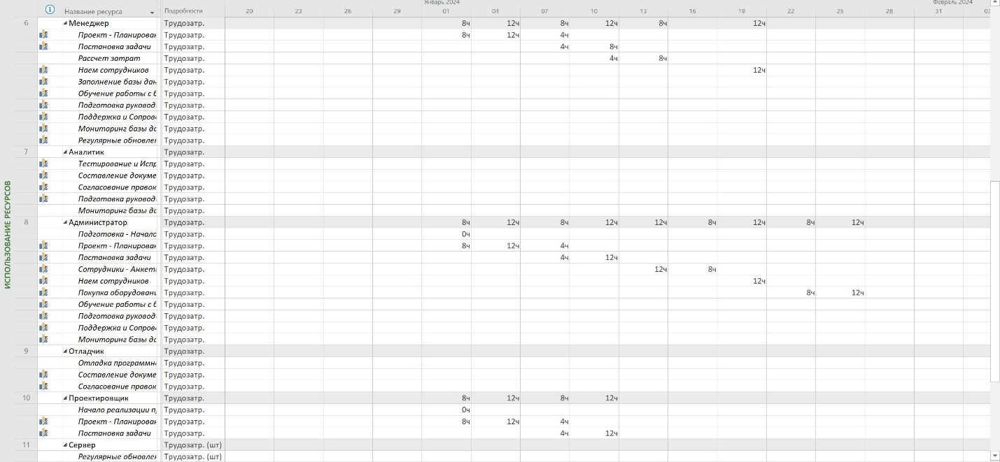 Январь 2024 Февраль 2024
Название ресурса Подробности 20 23 26 29 01 04 07 10 13 16 19 22 25 28 31 03
6 Менеджер Трудозатр. 8ч 12ч 8ч 12ч 8ч 12ч
Проект - Планирован Трудозатр. 8ч 12ч 4ч
Постановка задачи Трудозатр. 4ч 8ч
Рассчет затрат Трудозатр. 4ч 8ч
Наем сотрудников Трудозатр. 12ч
Заполнение базы дан Трудозатр.
Обучение работы с б Трудозатр.
Подготовка руковод Трудозатр.
Поддержка и Сопрово Трудозатр.
Мониторинг базы да Трудозатр.
Регулярные обновлен Трудозатр.
7 Аналитик Трудозатр.
Тестирование и Испр Трудозатр.
Составление докуме Трудозатр.
Согласование правок Трудозатр.
Подготовка руковод Трудозатр.
Мониторинг базы да Трудозатр.
8 Администратор Трудозатр. 8ч 12ч 8ч 12ч 12ч 8ч 12ч 8ч 12ч
Подготовка - Начало Трудозатр. 0ч
Проект - Планирован Трудозатр. 8ч 12ч 4ч
Постановка задачи Трудозатр. 4ч 12ч
Сотрудники - Анкет Трудозатр. 12ч 8ч
Наем сотрудников Трудозатр. 12ч
Покупка оборудовани Трудозатр. 8ч 12ч
Обучение работы с б Трудозатр.
Подготовка руковод Трудозатр.
Поддержка и Сопрово Трудозатр.
Мониторинг базы да Трудозатр.
9 Отладчик Трудозатр.
Отладка программн Трудозатр.
Составление докуме Трудозатр.
Согласование правок Трудозатр.
10 Проектировщик Трудозатр. 8ч 12ч 8ч 12ч
Начало реализации п Трудозатр. 0ч
Проект - Планирован Трудозатр. 8ч 12ч 4ч
Постановка задачи Трудозатр. 4ч 12ч
11 Сервер Трудозатр. (шт)
Регулярные обновлен Трудозатр. (шт)
ИСПОЛЬЗОВАНИЕ РЕСУРСОВ